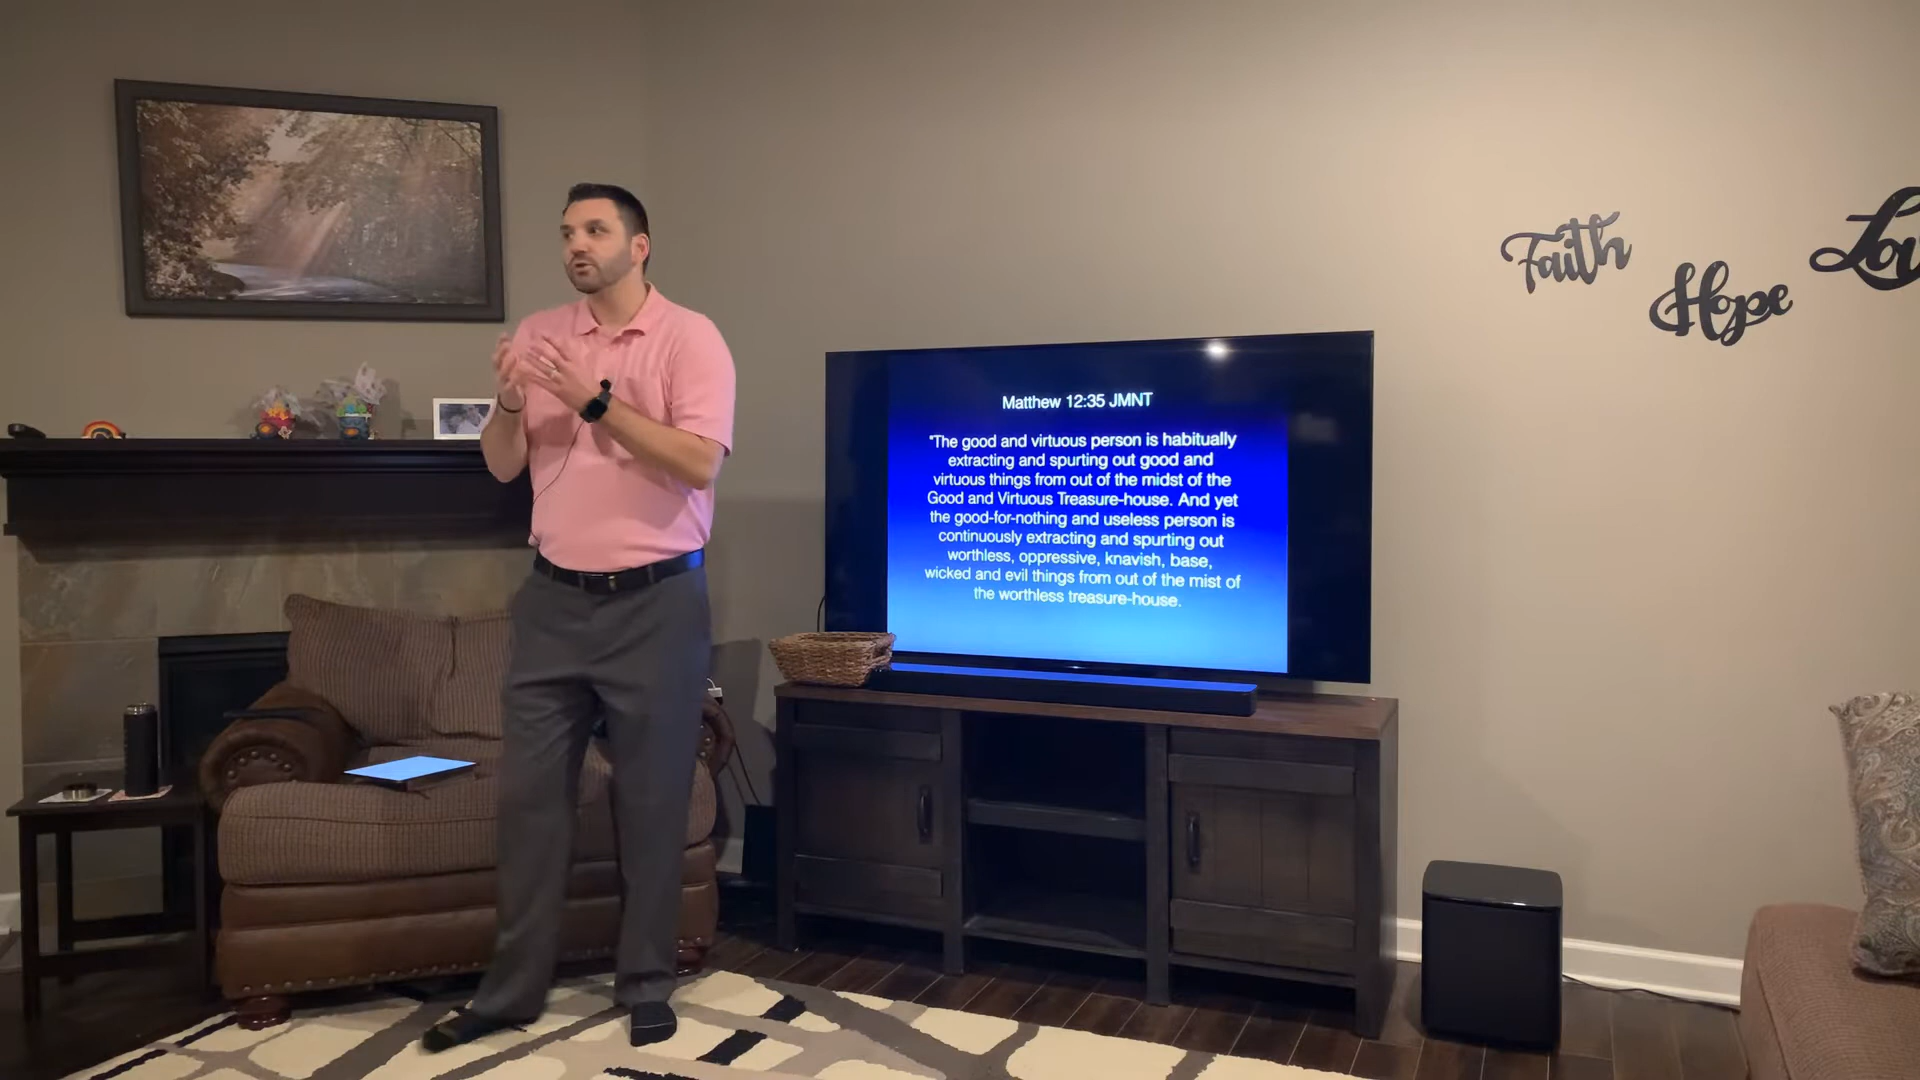 Faith
Hope
Matthew 12:35 JMNT
"The good and virtuous person is habitually
extracting and spurting out good and
virtuous things from out of the midst of the
Good and Virtuous Treasure-house. And yet
the good-for-nothing and useless person is
continuously extracting and spurting out
worthless, oppressive, knavish, base,
wicked and evil things from out of the mist of
the worthless treasure-house.